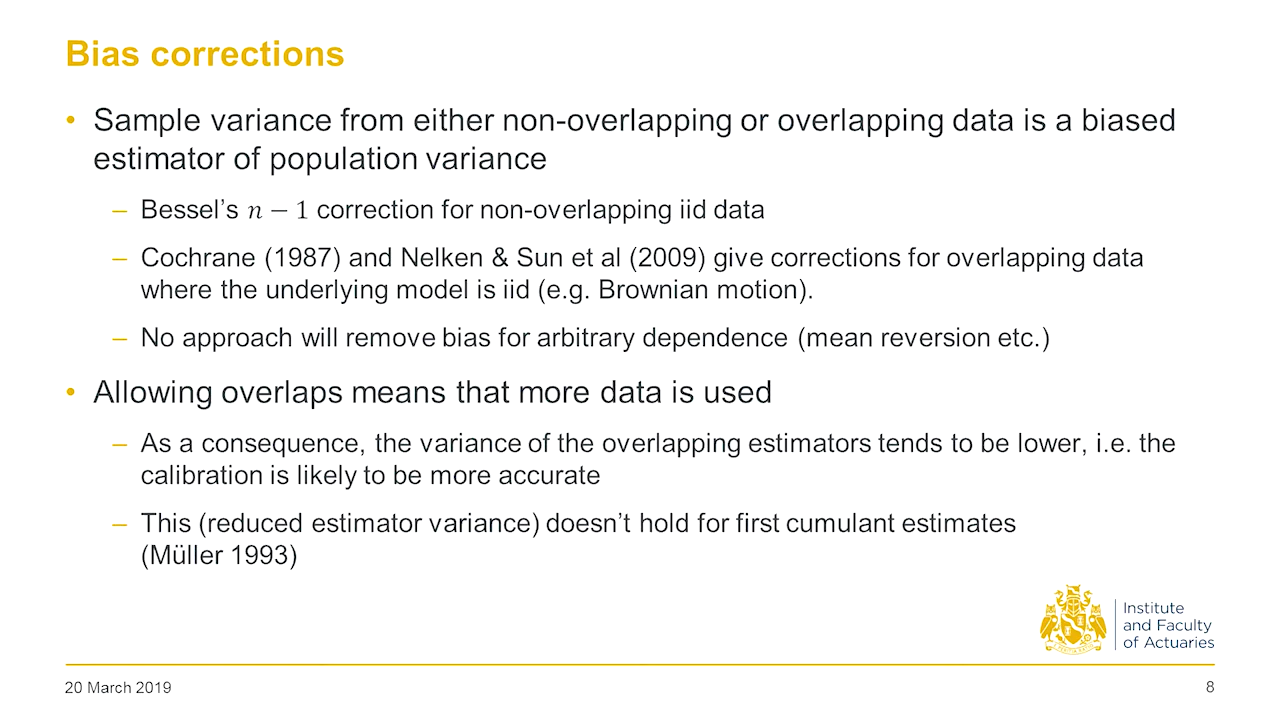 Bias corrections
• Sample variance from either non-overlapping or overlapping data is a biased
estimator of population variance
– Bessel’s n − 1 correction for non-overlapping iid data
– Cochrane (1987) and Nelken & Sun et al (2009) give corrections for overlapping data
where the underlying model is iid (e.g. Brownian motion).
– No approach will remove bias for arbitrary dependence (mean reversion etc.)
• Allowing overlaps means that more data is used
– As a consequence, the variance of the overlapping estimators tends to be lower, i.e. the
calibration is likely to be more accurate
– This (reduced estimator variance) doesn’t hold for first cumulant estimates
(Müller 1993)
Institute
and Faculty
of Actuaries
20 March 2019
8